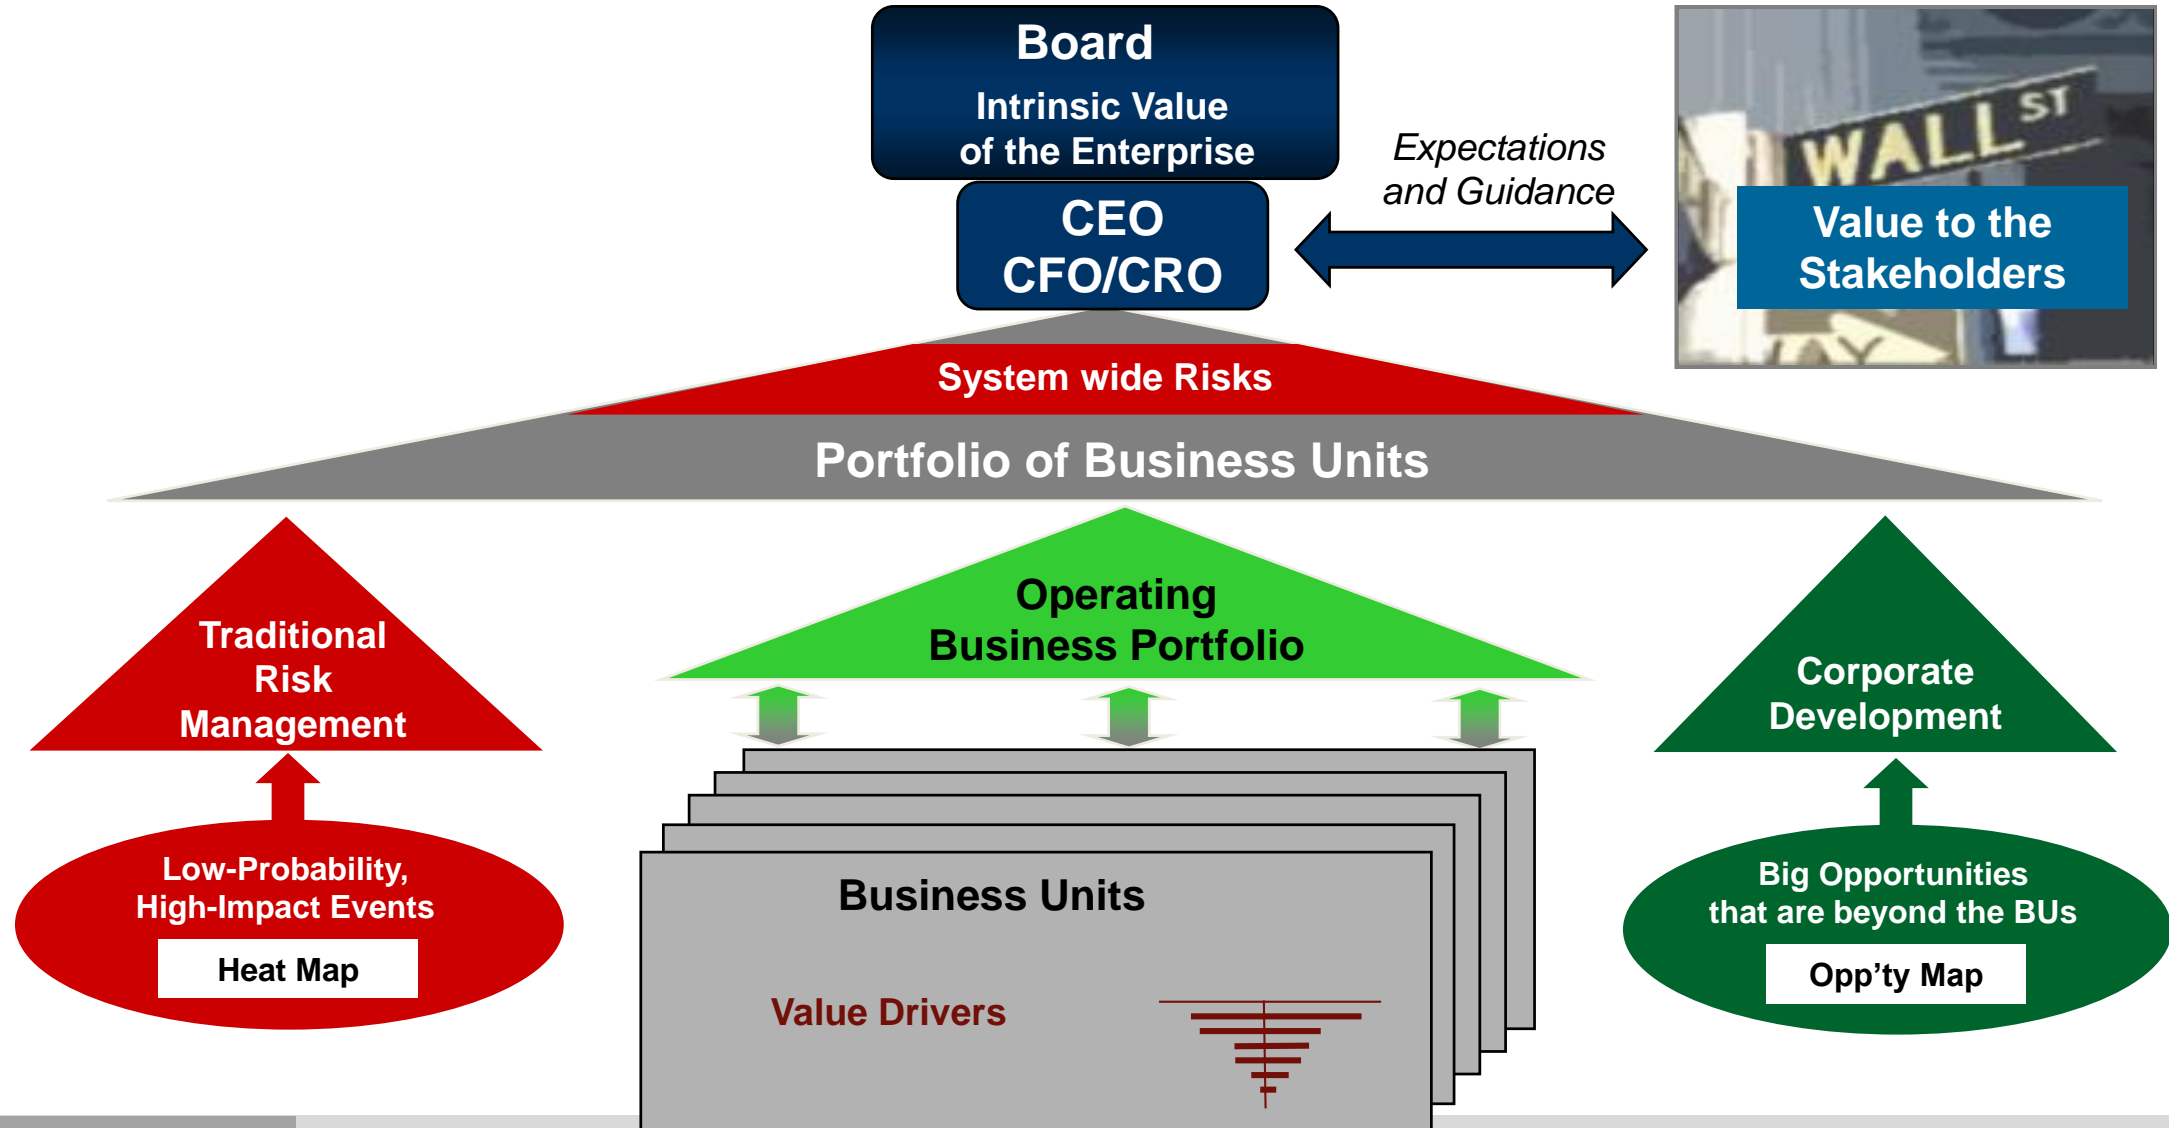 Board
Intrinsic Value
of the Enterprise
CEO
CFO/CRO
Expectations
and Guidance
WALL ST
Value to the
Stakeholders
System wide Risks
Portfolio of Business Units
Traditional
Risk
Management
Operating
Business Portfolio
Corporate
Development
Low-Probability,
High-Impact Events
Heat Map
Business Units
Value Drivers
Big Opportunities
that are beyond the BUs
Opp’ty Map